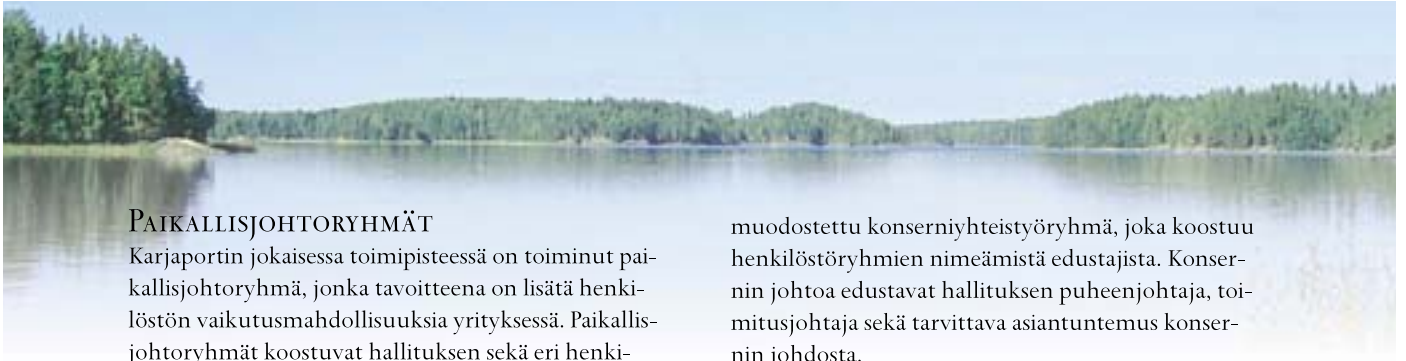 Paikallisjohtoryhmät
Karjaportin jokaisessa toimipisteessä on toiminut pai-
kallisjohtoryhmä, jonka tavoitteena on lisätä henki-
löstön vaikutusmahdollisuuksia yrityksessä. Paikallis-
johtoryhmät koostuvat hallituksen sekä eri henki-
muodostettu konserniyhteistyöryhmä, joka koostuu
henkilöstöryhmien nimeämistä edustajista. Konser-
nin johtoa edustavat hallituksen puheenjohtaja, toi-
mitusjohtaja sekä tarvittava asiantuntemus konser-
nin johdosta.